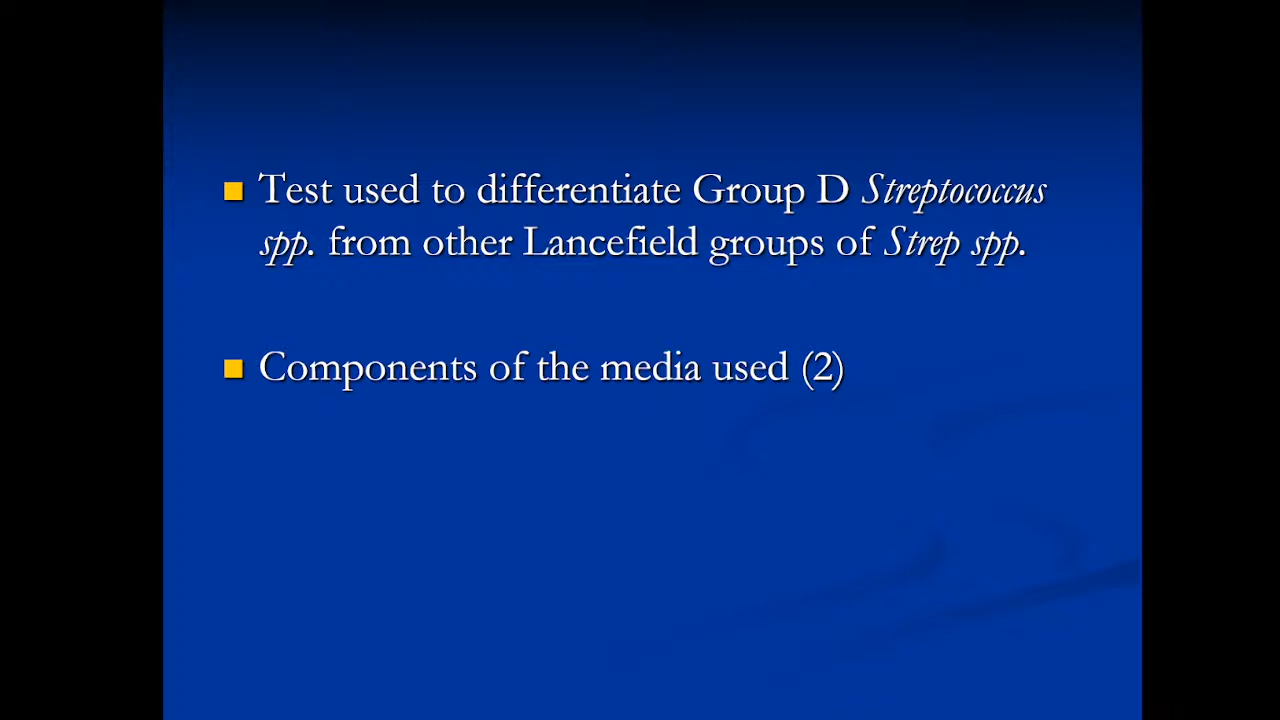 Test used to differentiate Group D Streptococcus
spp. from other Lancefield groups of Strep spp.
Components of the media used (2)